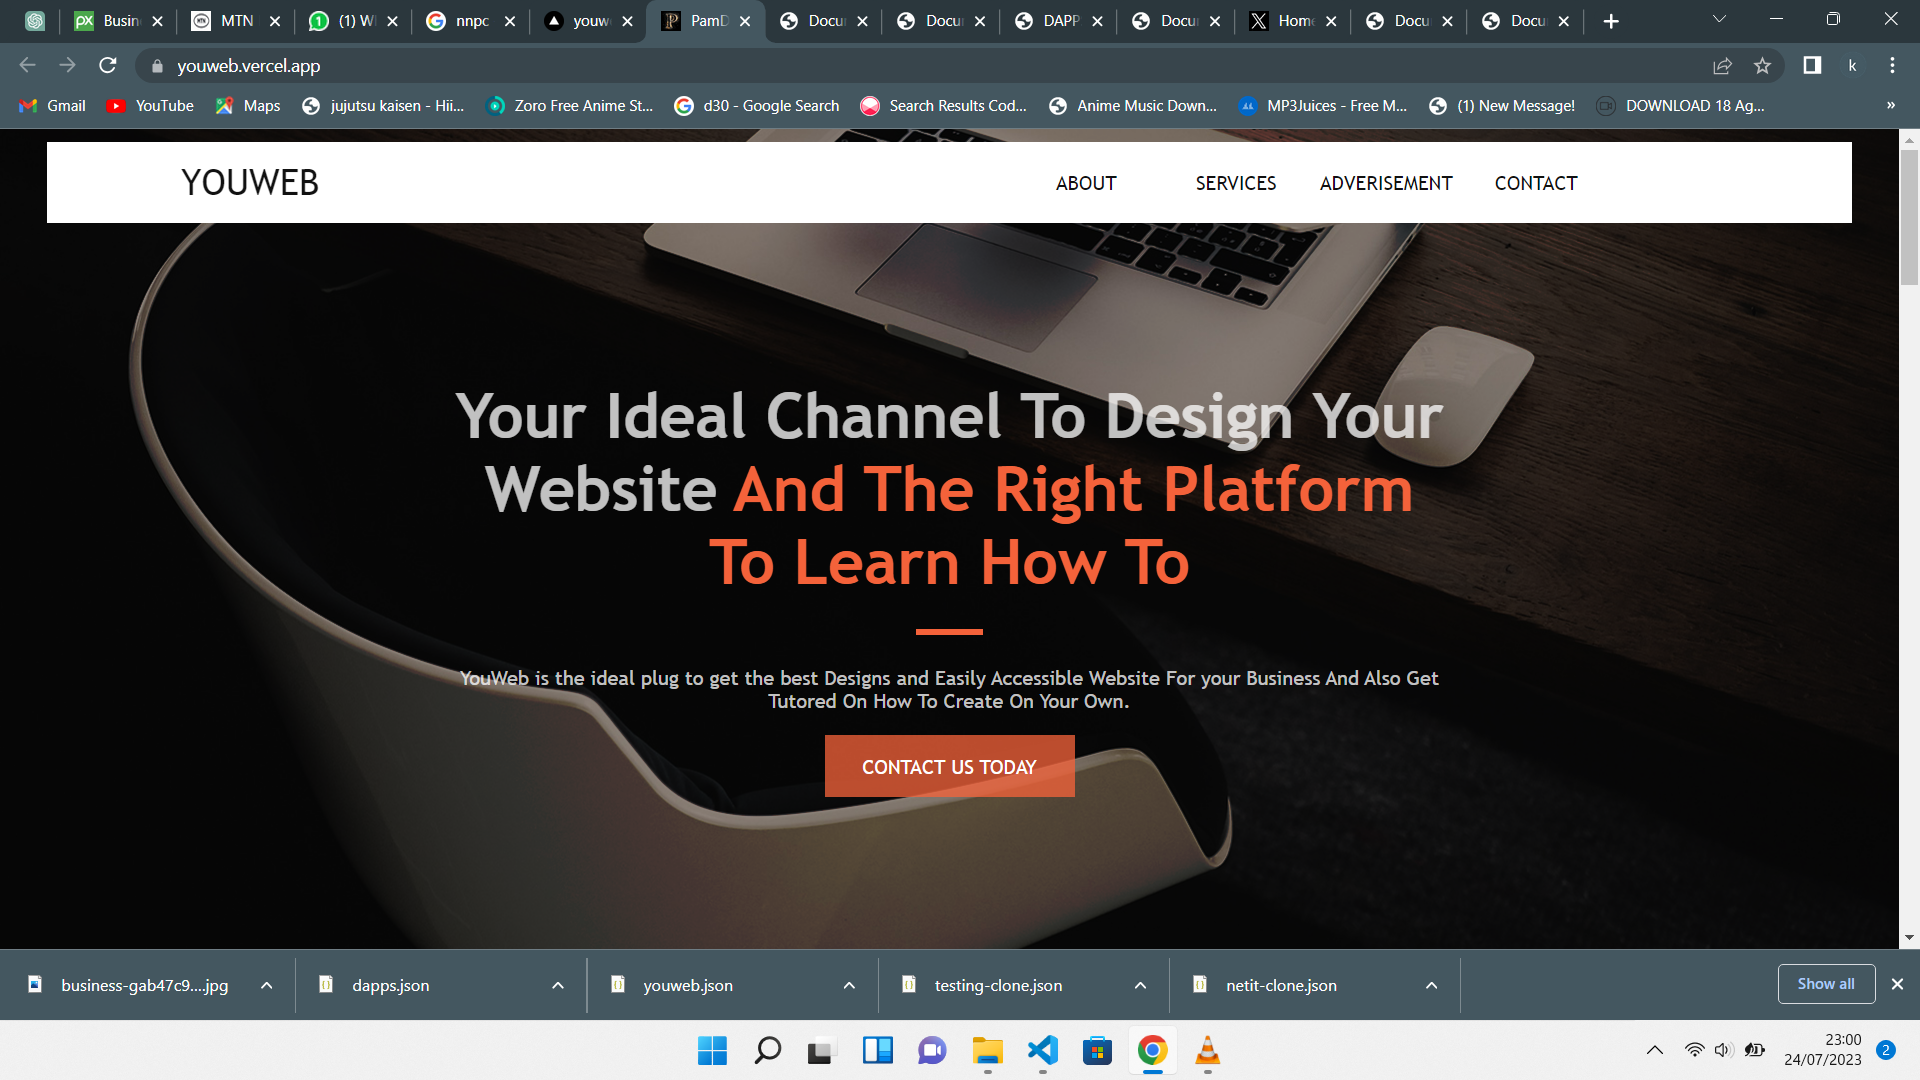 Busin
MTN
(1) W
nnpc
youw
PamD
Docu
Docu
DAPP
Docu
Home
Docu
Docu
youweb.vercel.app
k
Gmail
YouTube
Maps
jujutsu kaisen - Hii...
Zoro Free Anime St...
d30 - Google Search
Search Results Cod...
Anime Music Down...
MP3Juices - Free M...
(1) New Message!
DOWNLOAD 18 Ag...
»
YOUWEB
ABOUT
SERVICES
ADVERISEMENT
CONTACT
Your Ideal Channel To Design Your
Website And The Right Platform
To Learn How To
YouWeb is the ideal plug to get the best Designs and Easily Accessible Website For your Business And Also Get
Tutored On How To Create On Your Own.
CONTACT US TODAY
business-gab47c9....jpg
dapps.json
youweb.json
testing-clone.json
netit-clone.json
Show all
23:00
24/07/2023
2